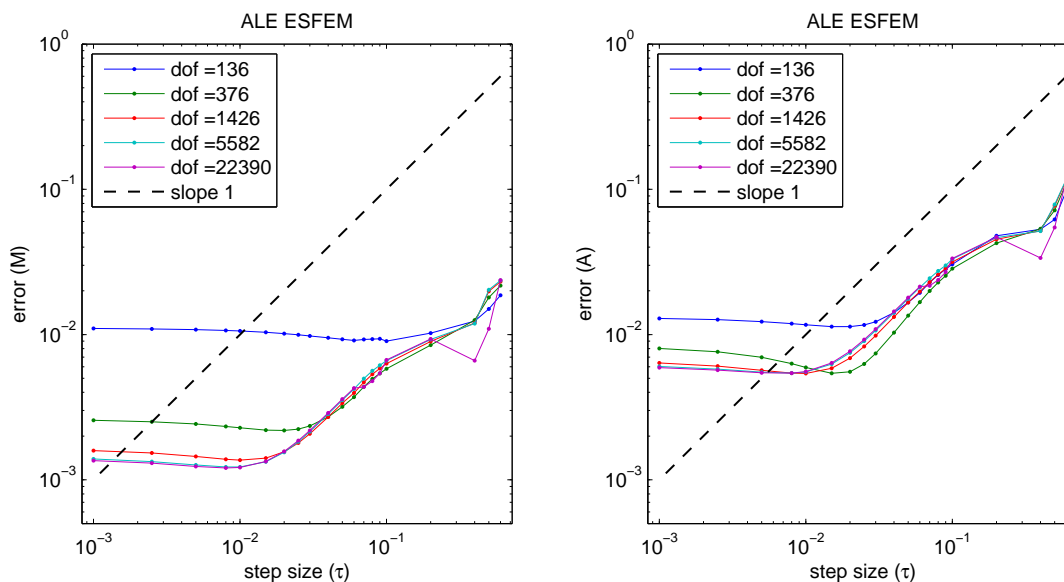 ALE ESFEM
10^0
10^−1
10^−2
10^−3
error (M)
dof =136
dof =376
dof =1426
dof =5582
dof =22390
slope 1
10^−3
10^−2
10^−1
step size (τ)
ALE ESFEM
10^0
10^−1
10^−2
10^−3
error (A)
dof =136
dof =376
dof =1426
dof =5582
dof =22390
slope 1
10^−3
10^−2
10^−1
step size (τ)